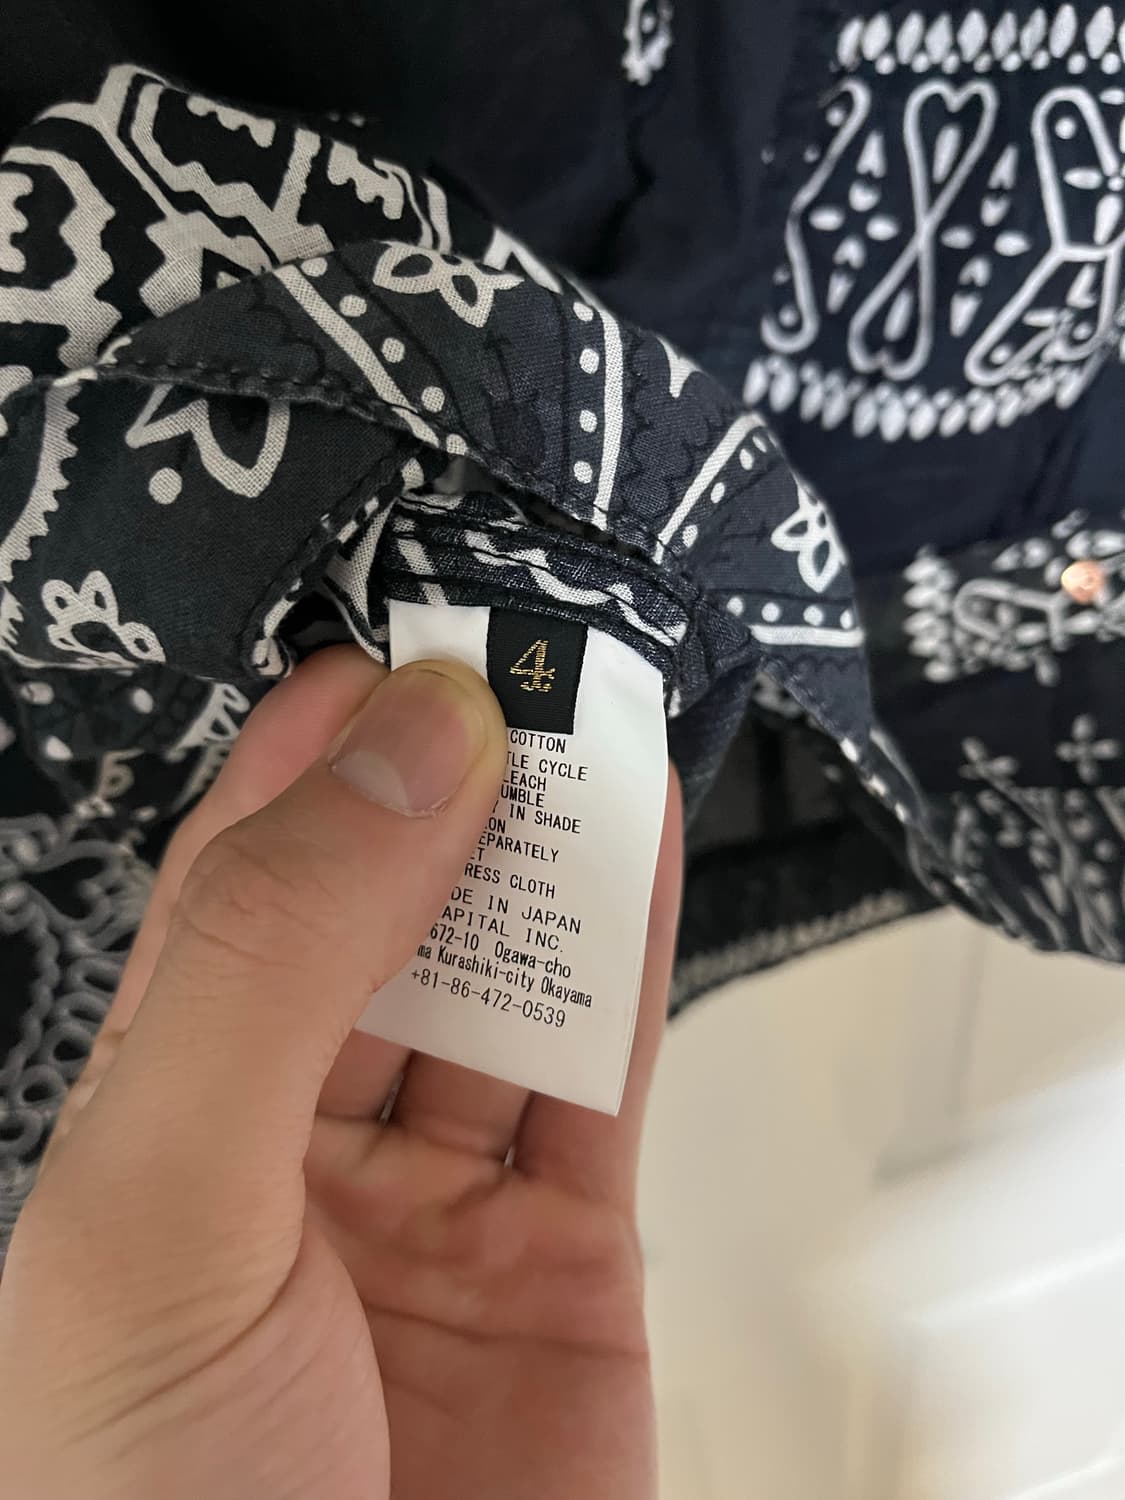 4
COTTON
TLE CYCLE
LEACH
UMBLE
Y IN SHADE
ON
EPARATELY
ET
RESS CLOTH
DE IN JAPAN
APITAL INC.
672-10 Ogawa-cho
ma Kurashiki-city Okayama
+81-86-472-0539